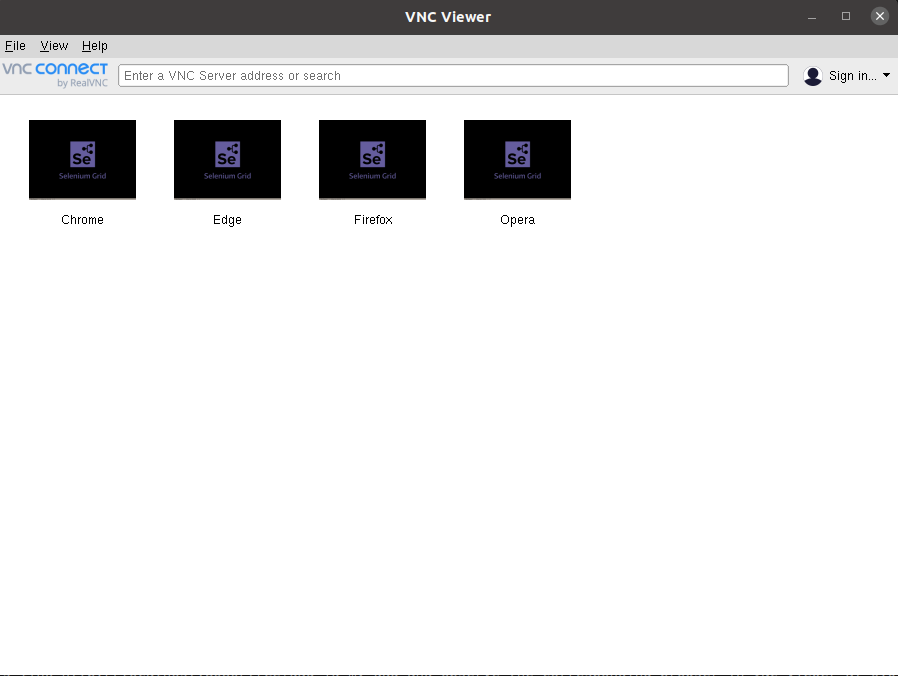 VNC Viewer
File View Help
VNC CONNECT
by RealVNC
Enter a VNC Server address or search
Sign in...
Se
Selenium Grid
Se
Selenium Grid
Se
Selenium Grid
Se
Selenium Grid
Chrome
Edge
Firefox
Opera